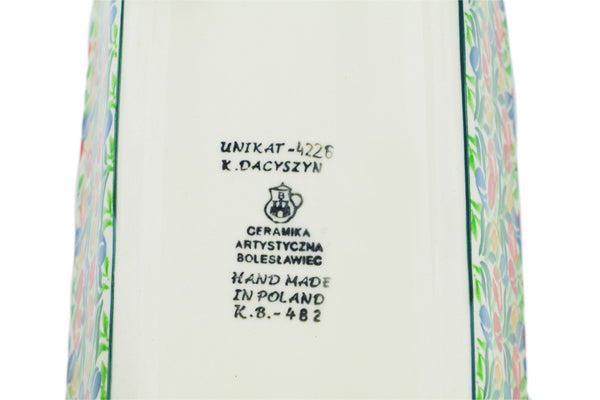 UNIKAT-4228
K. DACYSZYN
B
CERAMIKA
ARTYSTYCZNA
BOLESŁAWIEC
HAND MADE
IN POLAND
K.B.-482